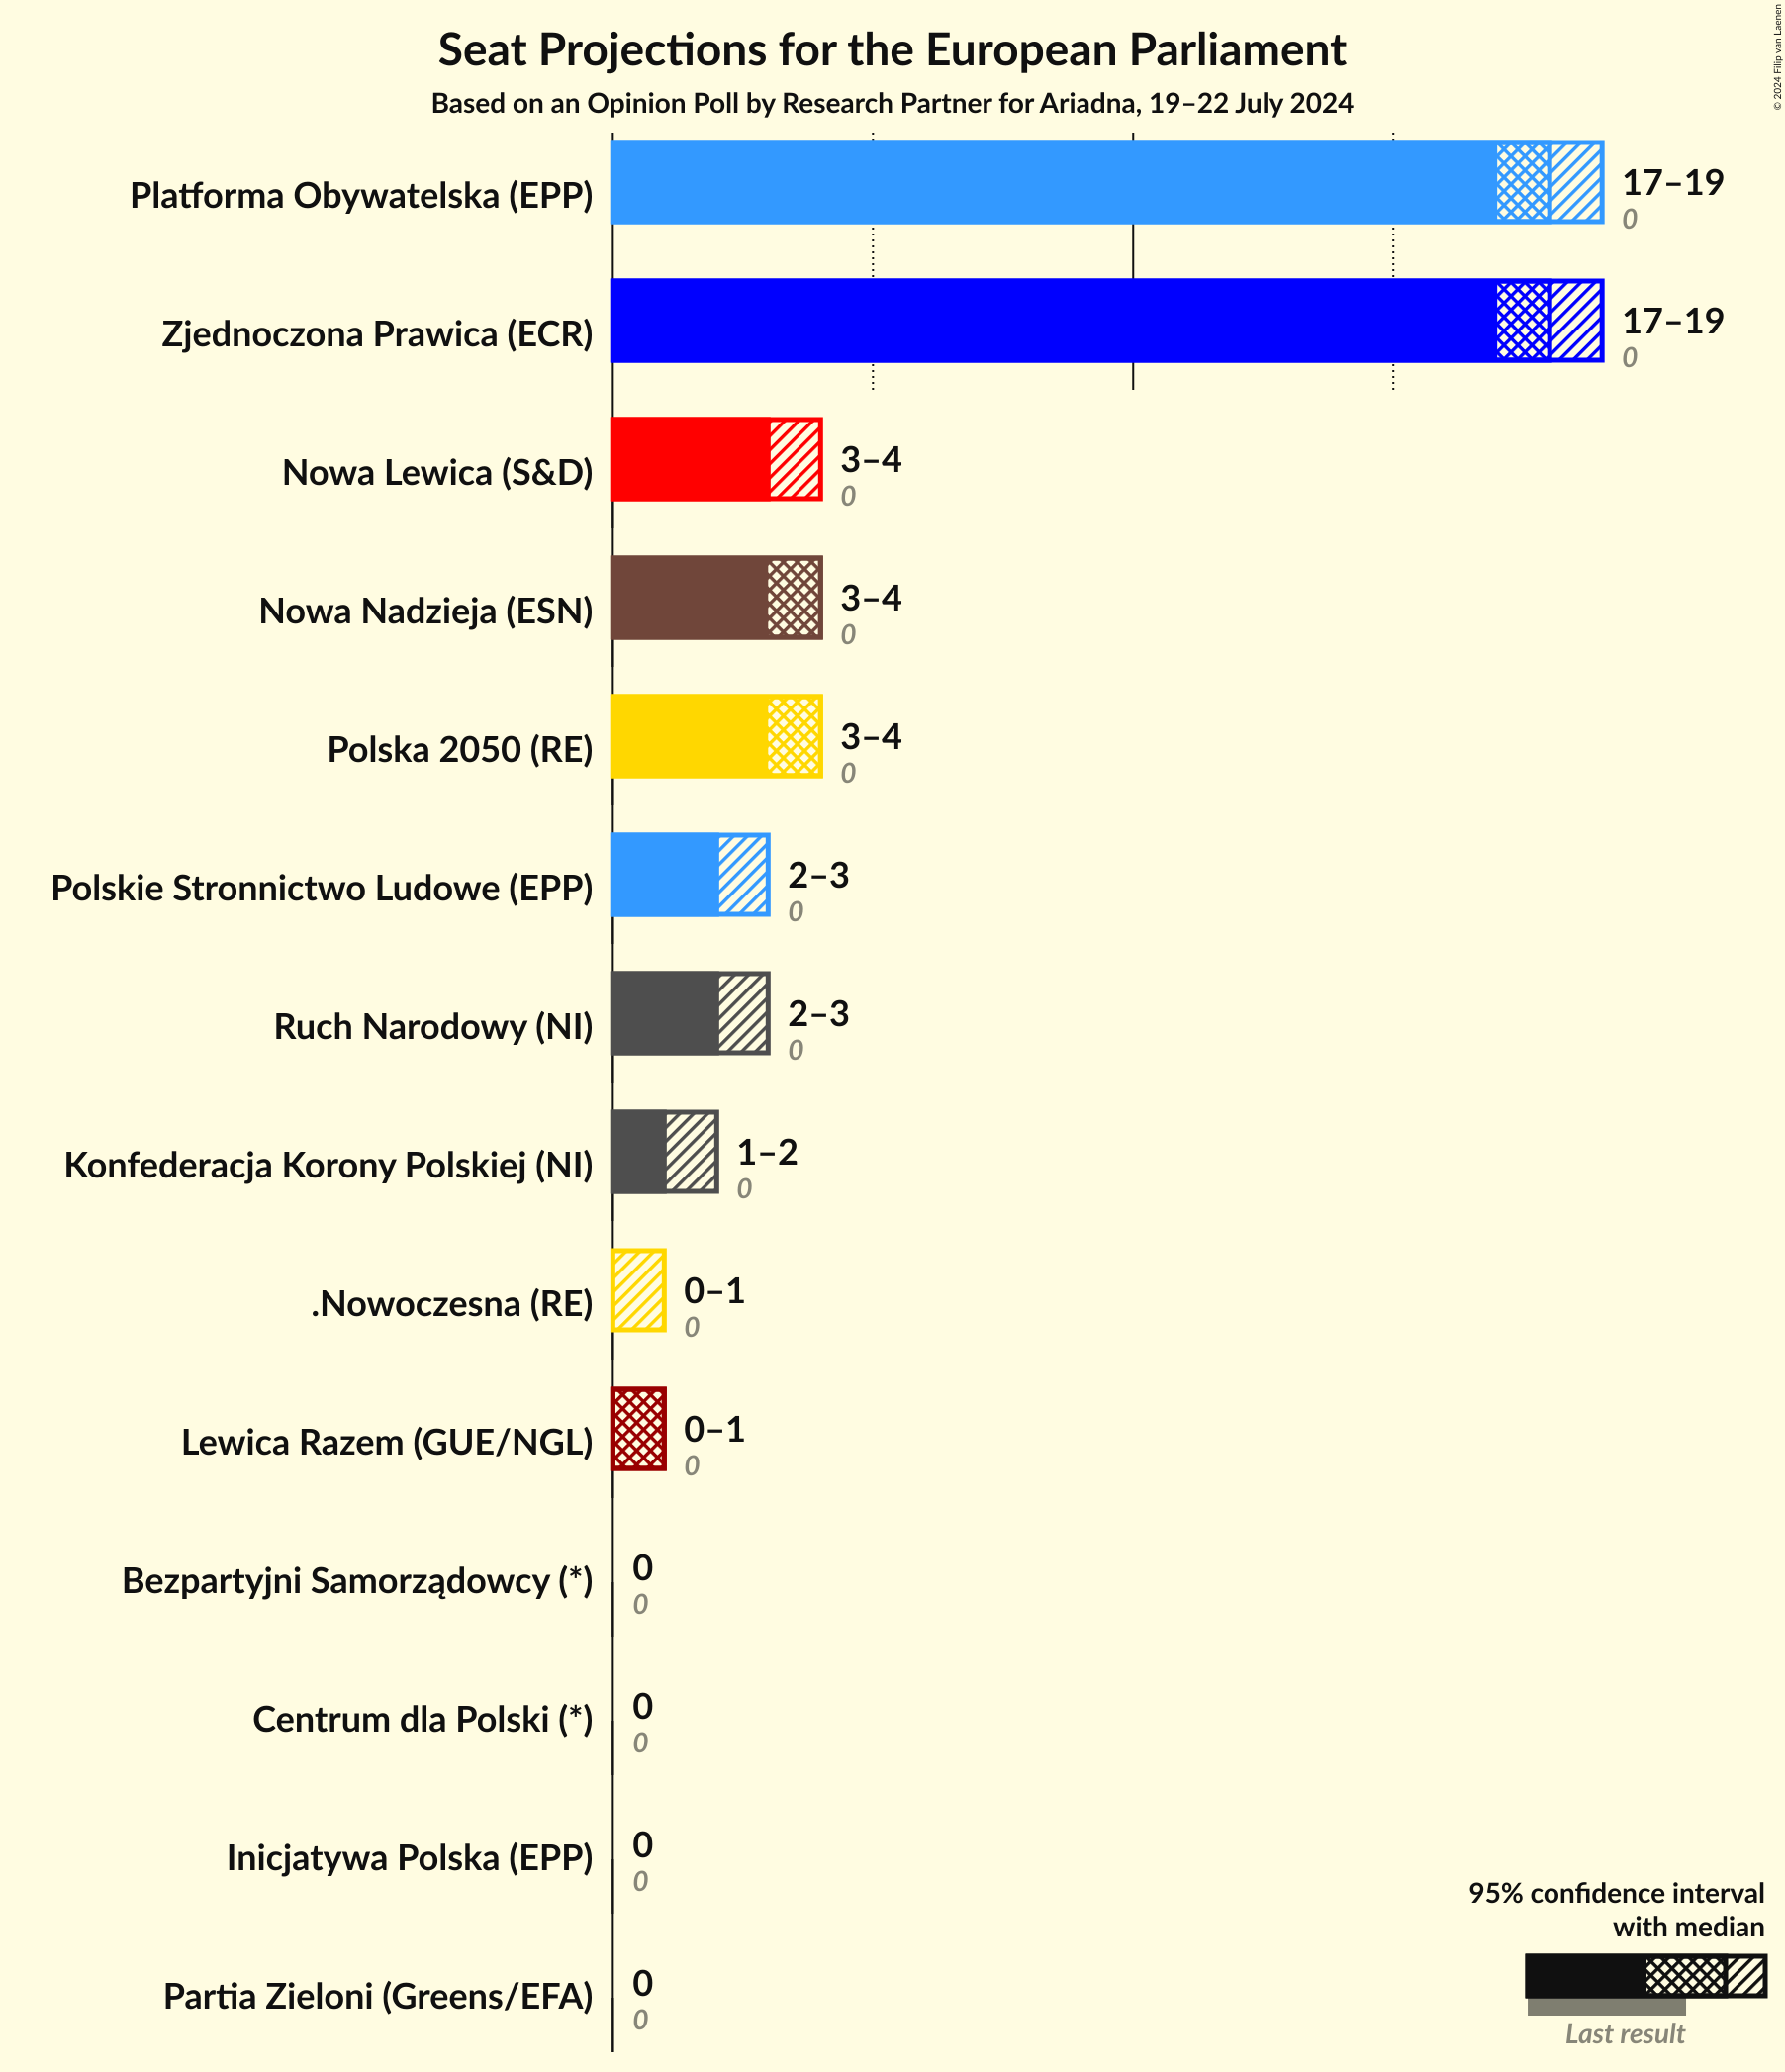 Seat Projections for the European Parliament
Based on an Opinion Poll by Research Partner for Ariadna, 19–22 July 2024
© 2024 Filip van Laenen
Platforma Obywatelska (EPP)
17–19
0
Zjednoczona Prawica (ECR)
17–19
0
Nowa Lewica (S&D)
3–4
0
Nowa Nadzieja (ESN)
3–4
0
Polska 2050 (RE)
3–4
0
Polskie Stronnictwo Ludowe (EPP)
2–3
0
Ruch Narodowy (NI)
2–3
0
Konfederacja Korony Polskiej (NI)
1–2
0
.Nowoczesna (RE)
0–1
0
Lewica Razem (GUE/NGL)
0–1
0
Bezpartyjni Samorządowcy (*)
0
0
Centrum dla Polski (*)
0
0
Inicjatywa Polska (EPP)
0
0
Partia Zieloni (Greens/EFA)
0
0
95% confidence interval
with median
Last result